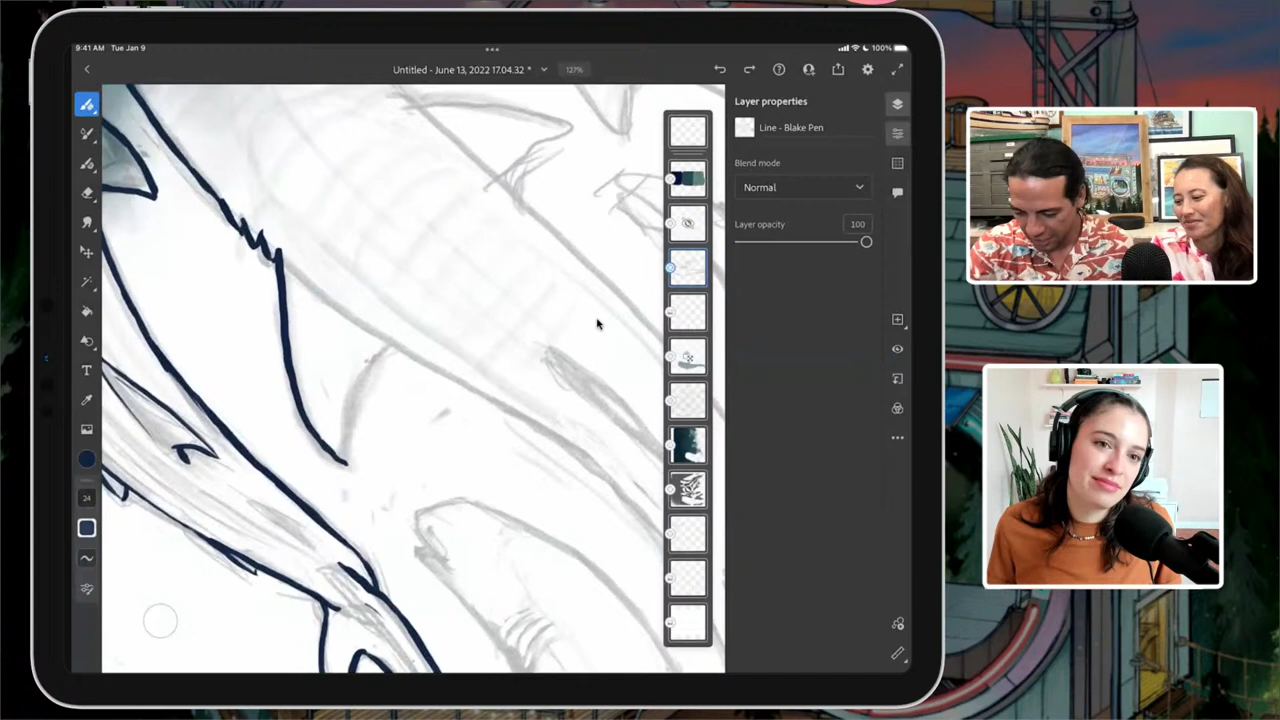 9:41 AM Tue Jan 9
100%
Untitled - June 13, 2022 17.04.32 *
127%
Layer properties
Line - Blake Pen
Blend mode
Normal
Layer opacity
100
T
24